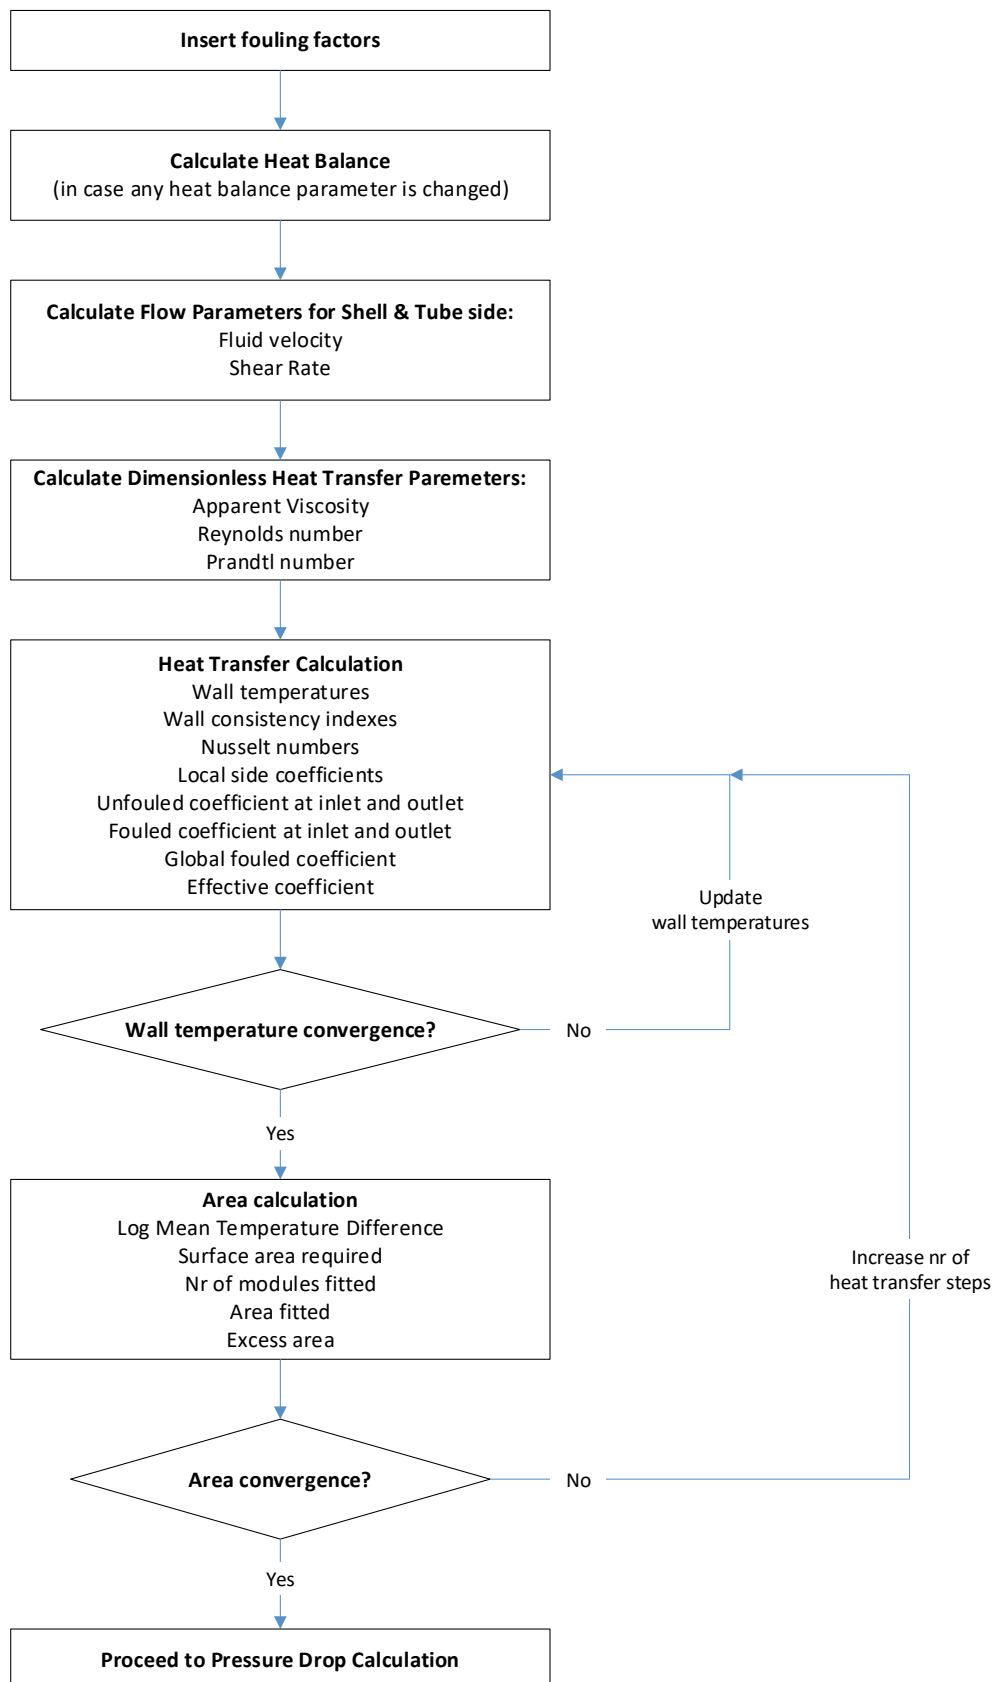 Insert fouling factors
Calculate Heat Balance
(in case any heat balance parameter is changed)
Calculate Flow Parameters for Shell & Tube side:
Fluid velocity
Shear Rate
Calculate Dimensionless Heat Transfer Paremeters:
Apparent Viscosity
Reynolds number
Prandtl number
Heat Transfer Calculation
Wall temperatures
Wall consistency indexes
Nusselt numbers
Local side coefficients
Unfouled coefficient at inlet and outlet
Fouled coefficient at inlet and outlet
Global fouled coefficient
Effective coefficient
Update
wall temperatures
Wall temperature convergence?
No
Yes
Area calculation
Log Mean Temperature Difference
Surface area required
Nr of modules fitted
Area fitted
Excess area
Increase nr of
heat transfer steps
Area convergence?
No
Yes
Proceed to Pressure Drop Calculation